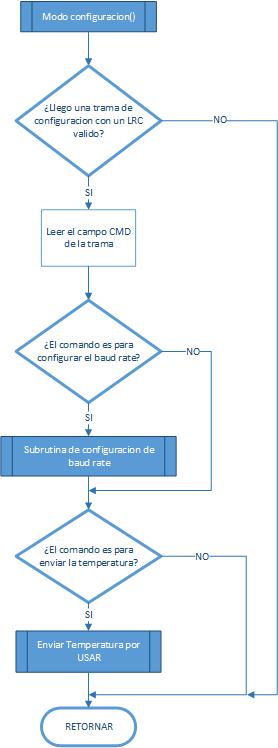 Modo configuracion()
¿Llego una trama de
configuracion con un LRC
valido?
NO
SI
Leer el campo CMD
de la trama
¿El comando es para
configurar el baud rate?
NO
SI
Subrutina de configuracion de
baud rate
¿El comando es para
enviar la temperatura?
NO
SI
Enviar Temperatura por
USAR
RETORNAR